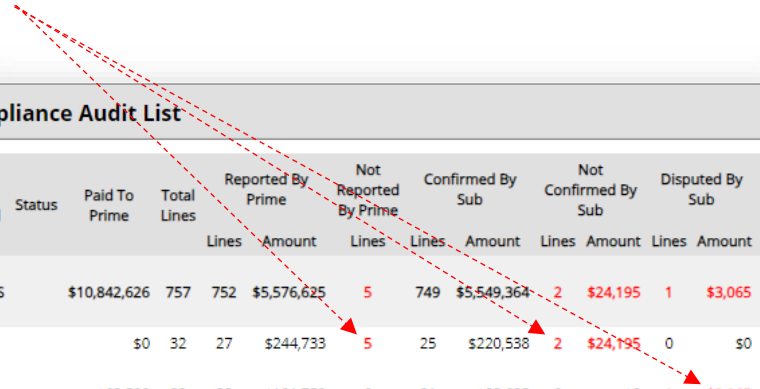 pliance Audit List
Status Paid To Prime Total Lines Reported By Prime Not Reported By Prime Confirmed By Sub Not Confirmed By Sub Disputed By Sub
Lines Amount Lines Lines Amount Lines Amount Lines Amount
S $10,842,626 757 752 $5,576,625 5 749 $5,549,364 2 $24,195 1 $3,065
$0 32 27 $244,733 5 25 $220,538 2 $24,195 0 $0